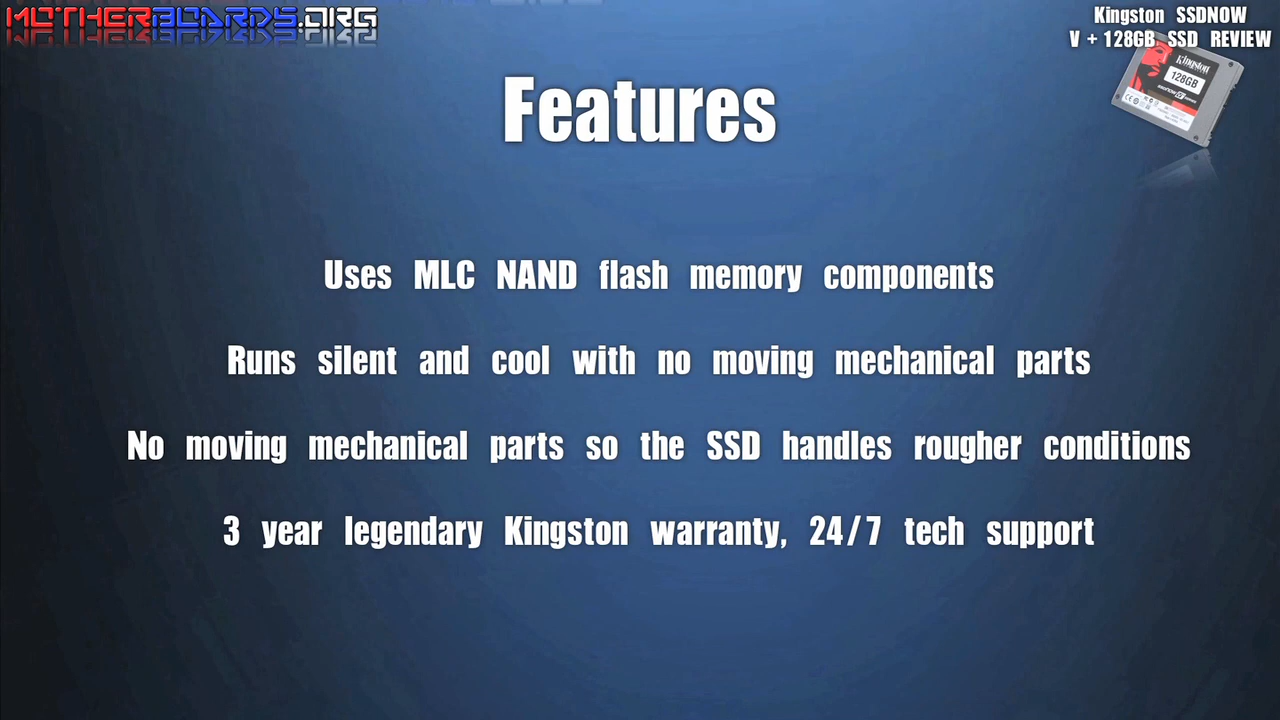 MOTHERBOARDS.ORG
Kingston SSDNOW
V + 128GB SSD REVIEW
Kingston
128GB
Features
Uses MLC NAND flash memory components
Runs silent and cool with no moving mechanical parts
No moving mechanical parts so the SSD handles rougher conditions
3 year legendary Kingston warranty, 24/7 tech support